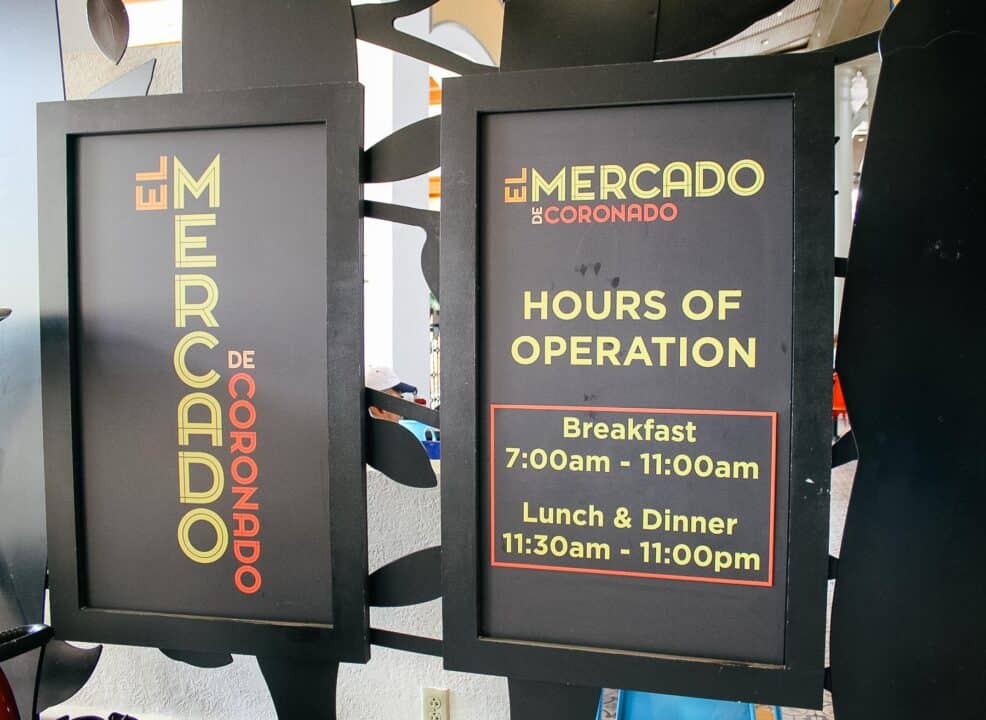 EL MERCADO
DE CORONADO
EL MERCADO
DE CORONADO
HOURS OF
OPERATION
Breakfast
7:00am - 11:00am
Lunch & Dinner
11:30am - 11:00pm